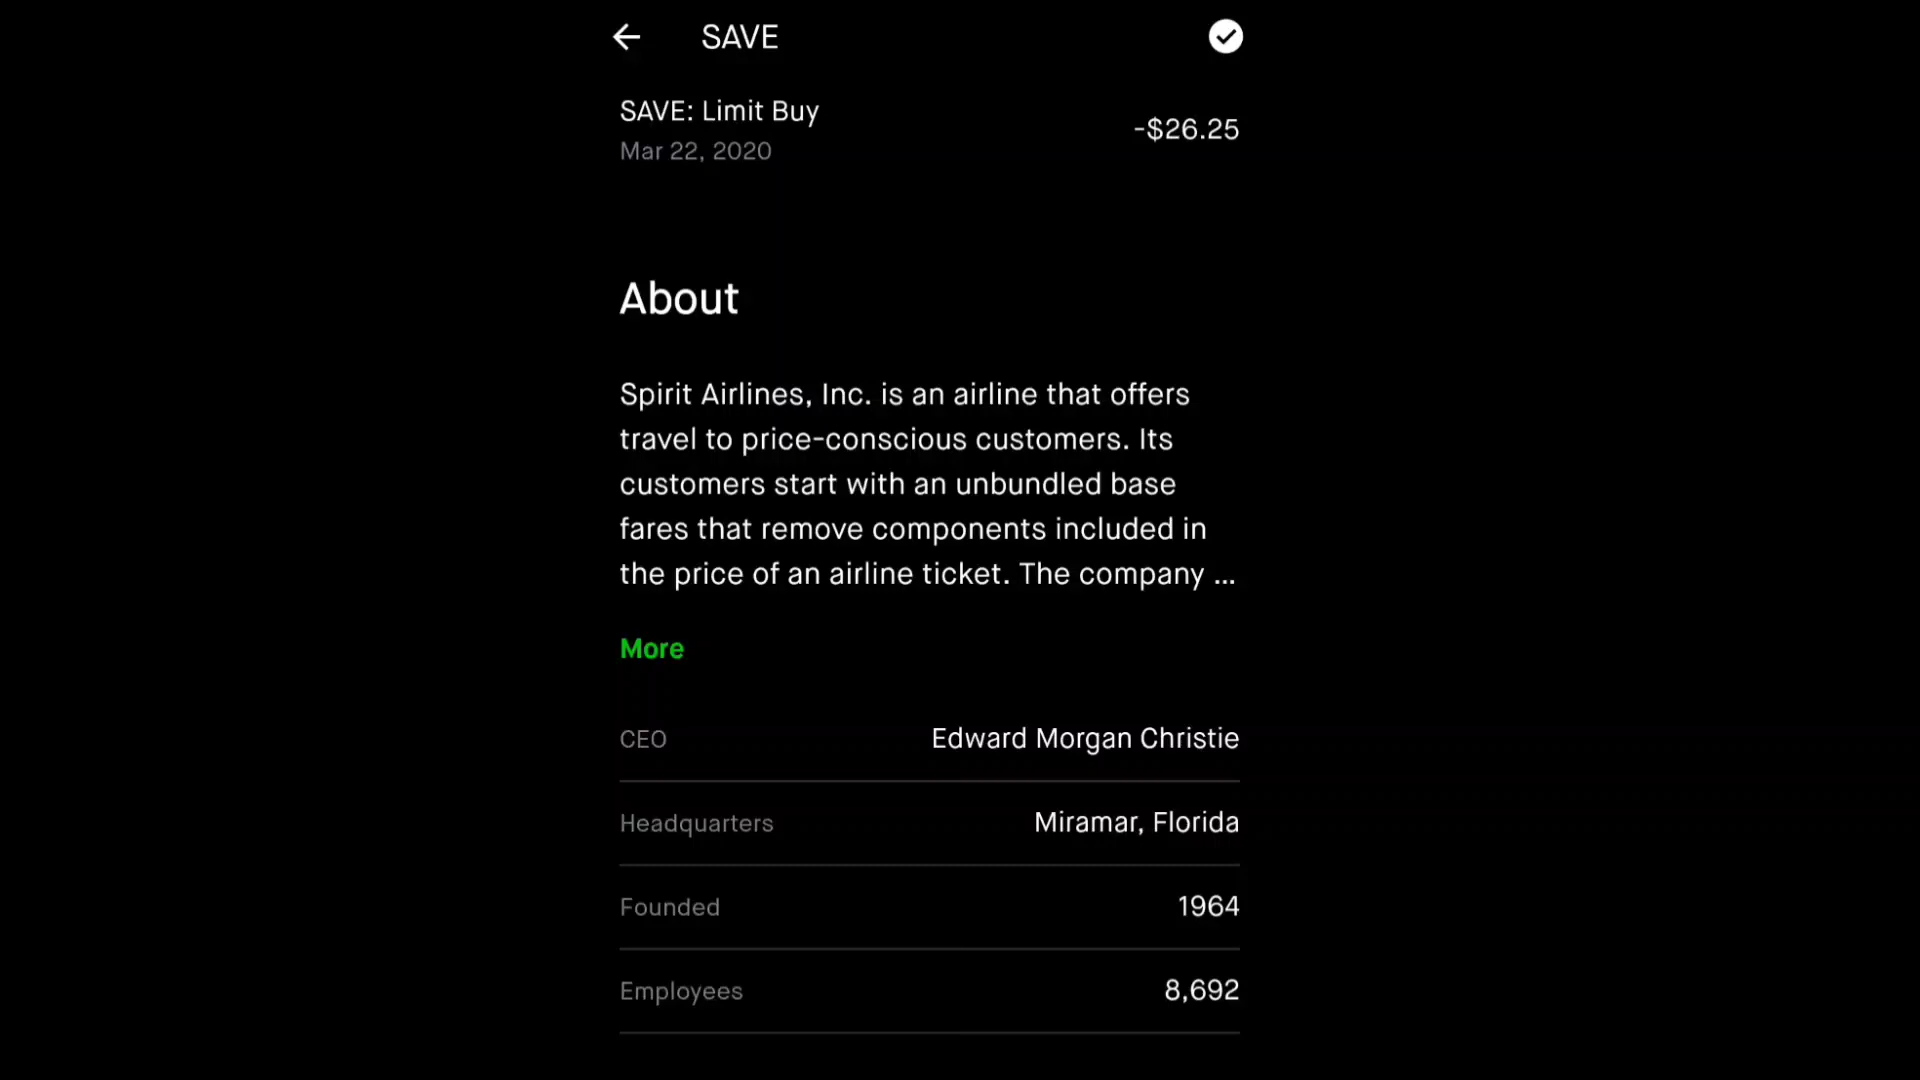 SAVE
SAVE: Limit Buy
-$26.25
Mar 22, 2020
About
Spirit Airlines, Inc. is an airline that offers
travel to price-conscious customers. Its
customers start with an unbundled base
fares that remove components included in
the price of an airline ticket. The company ...
More
CEO Edward Morgan Christie
Headquarters Miramar, Florida
Founded 1964
Employees 8,692